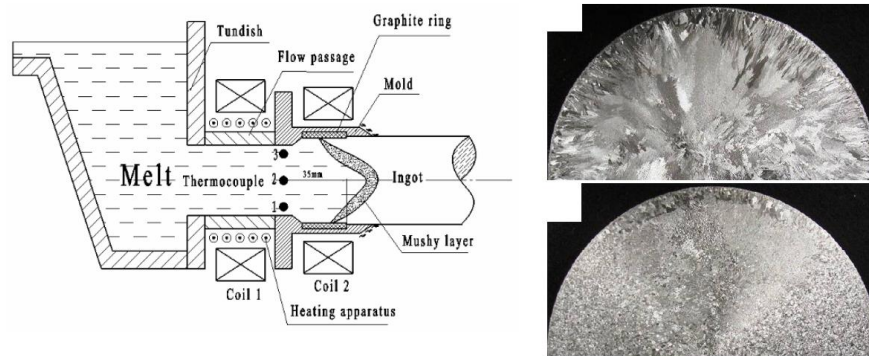 Graphite ring
Tundish
Flow passage
Mold
3
Melt
Thermocouple
2
35mm
Ingot
1
Mushy layer
Coil 1
Coil 2
Heating apparatus